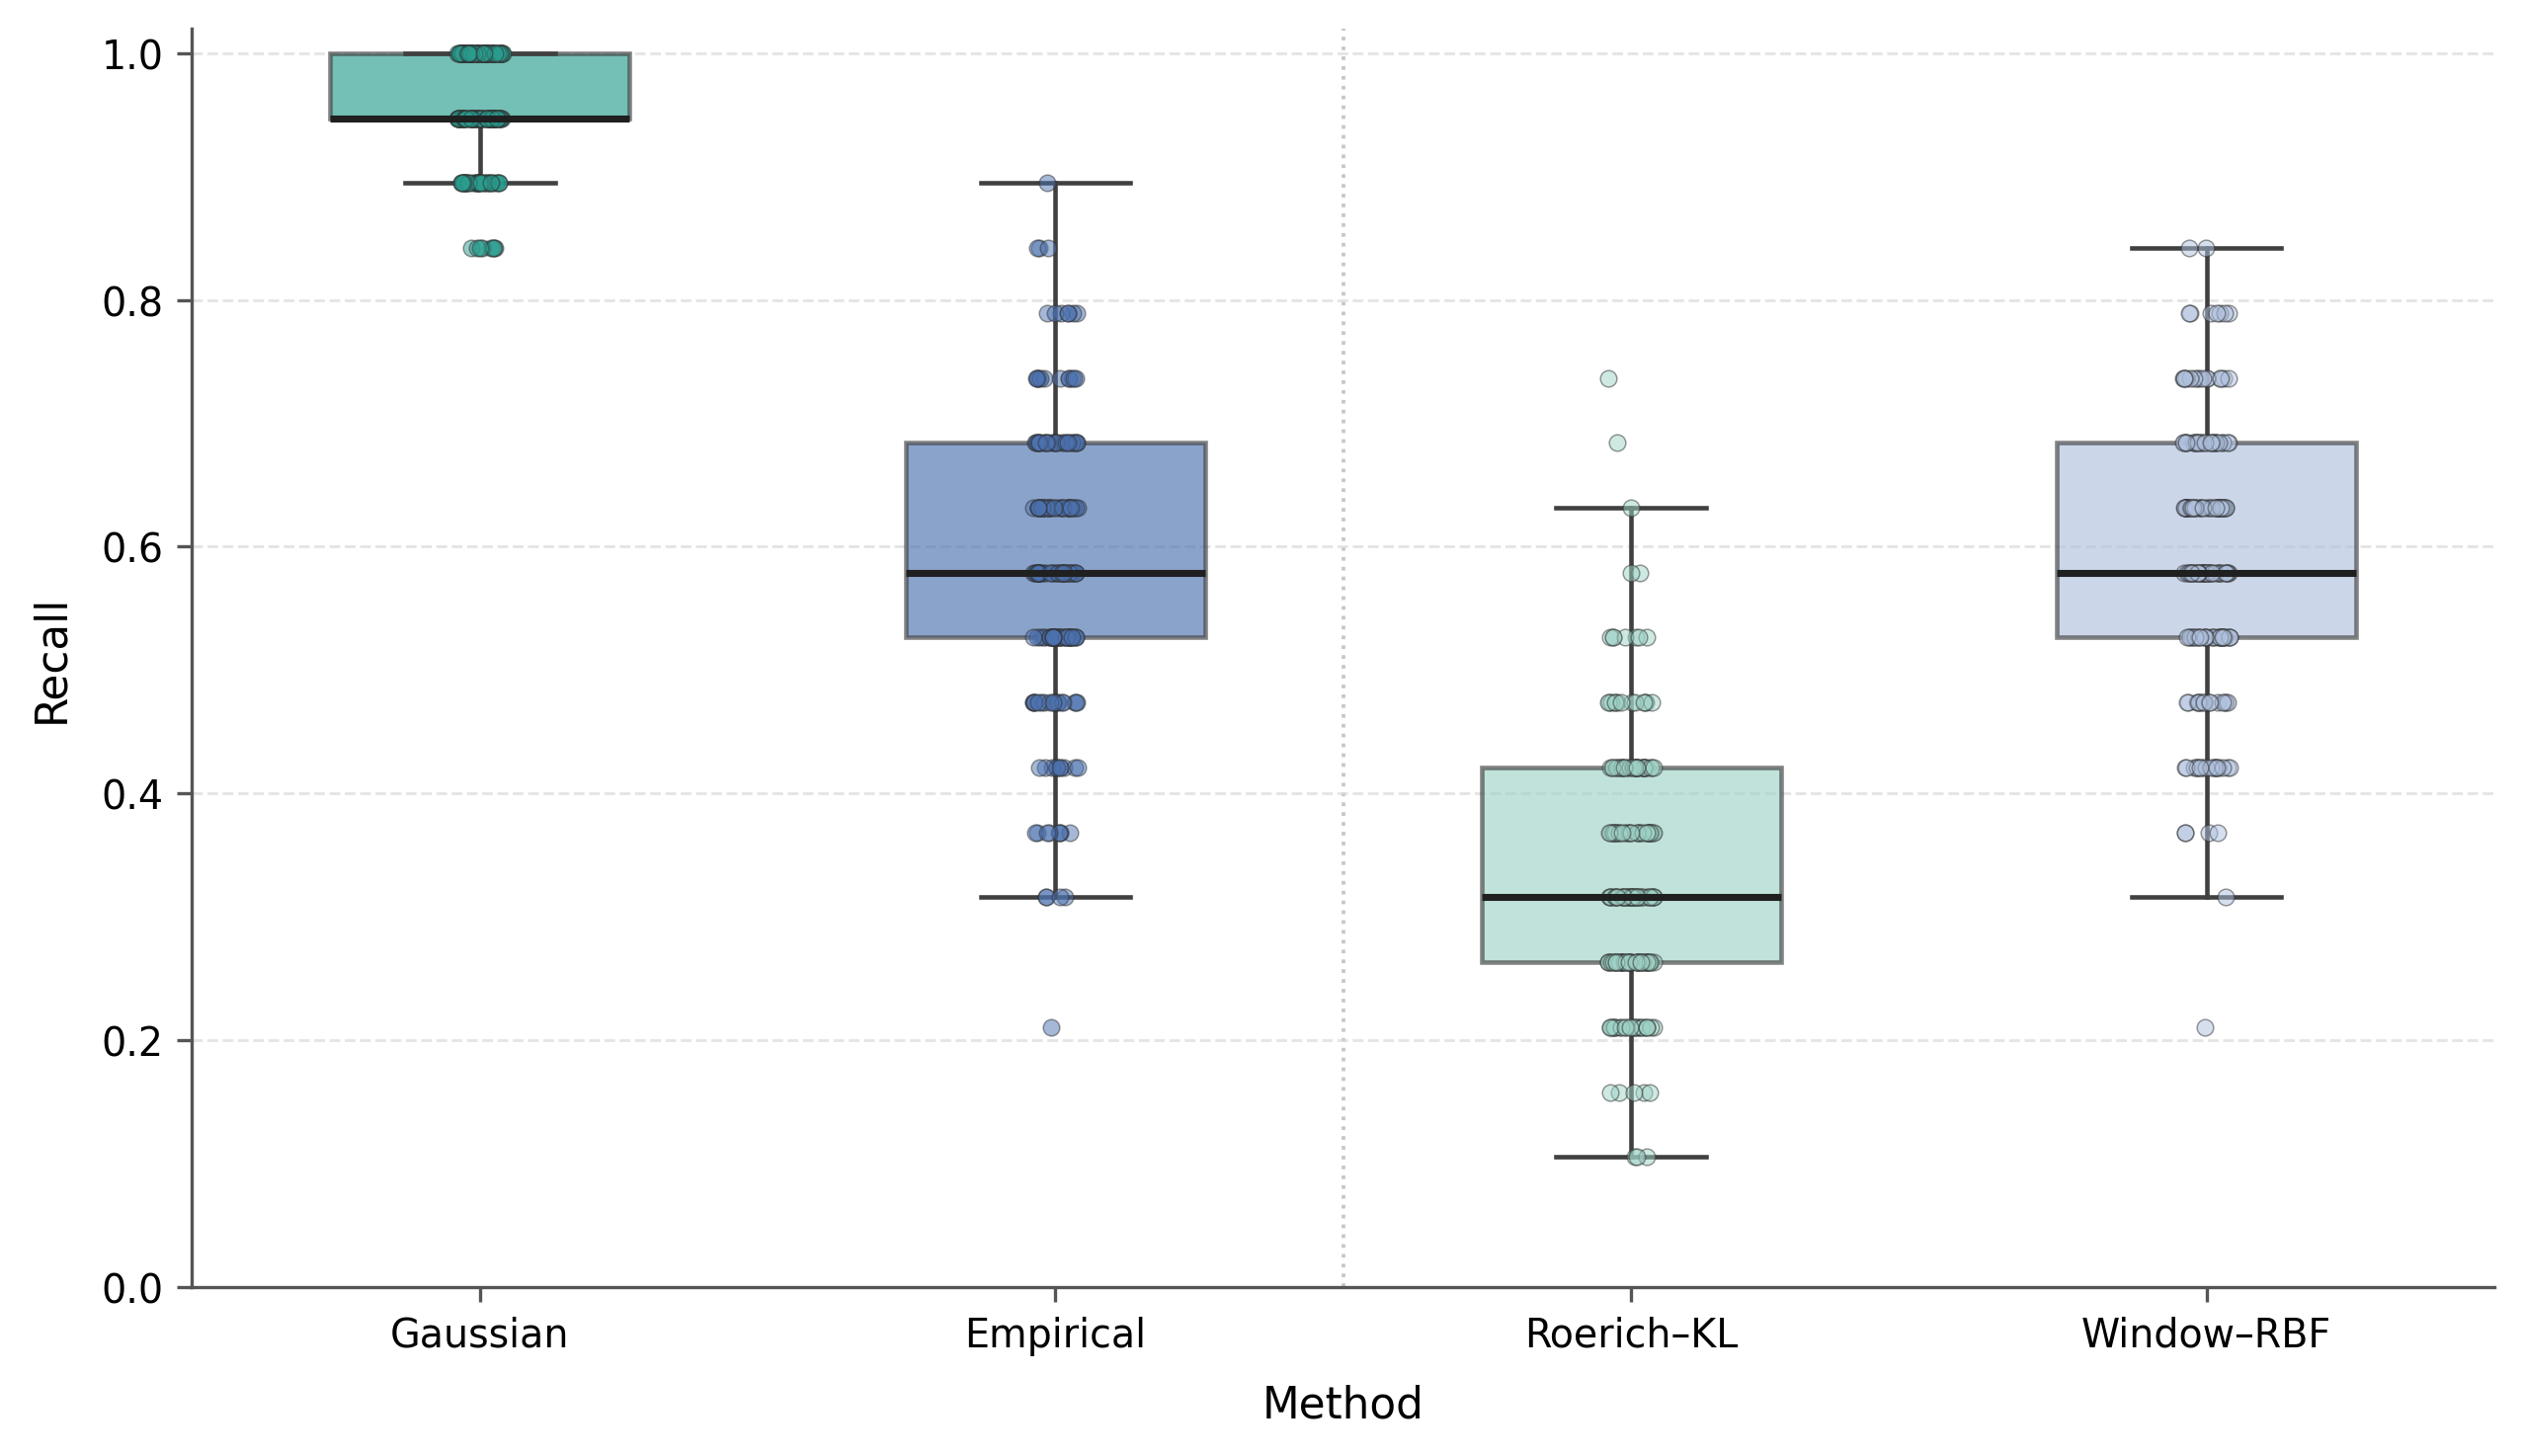 1.0
0.8
0.6
0.4
0.2
0.0
Recall
Gaussian
Empirical
Roerich–KL
Window–RBF
Method